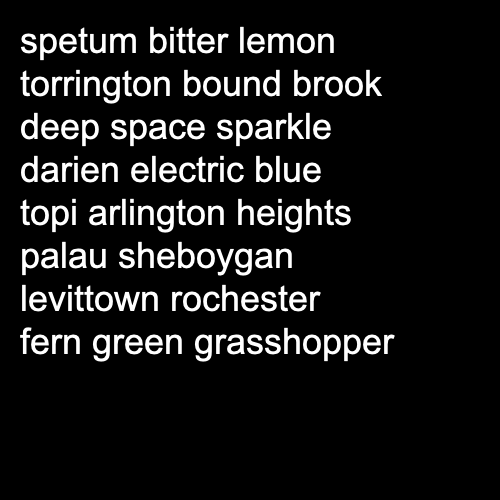 spetum bitter lemon
torrington bound brook
deep space sparkle
darien electric blue
topi arlington heights
palau sheboygan
levittown rochester
fern green grasshopper